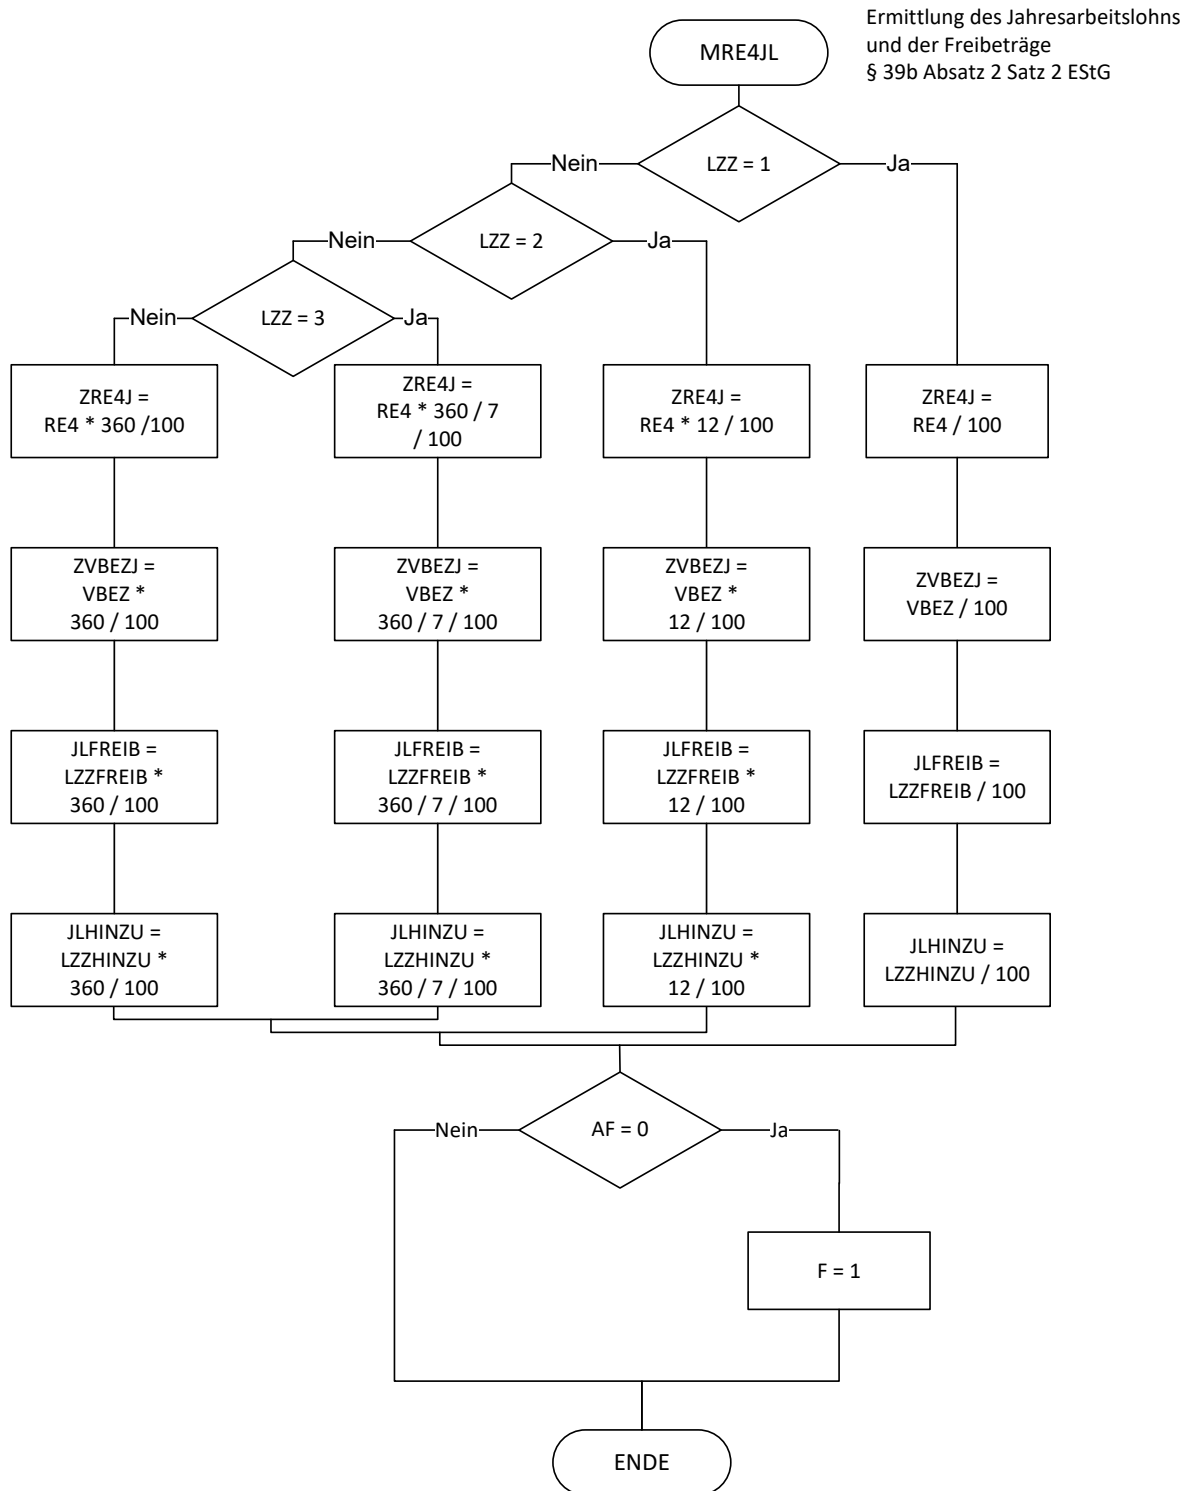 Ermittlung des Jahresarbeitslohns
und der Freibeträge
§ 39b Absatz 2 Satz 2 EStG
MRE4JL
LZZ = 1
Nein
Ja
LZZ = 2
Nein
Ja
LZZ = 3
Nein
Ja
ZRE4J =
RE4 * 360 /100
ZRE4J =
RE4 * 360 / 7
/ 100
ZRE4J =
RE4 * 12 / 100
ZRE4J =
RE4 / 100
ZVBEZJ =
VBEZ *
360 / 100
ZVBEZJ =
VBEZ *
360 / 7 / 100
ZVBEZJ =
VBEZ *
12 / 100
ZVBEZJ =
VBEZ / 100
JLFREIB =
LZZFREIB *
360 / 100
JLFREIB =
LZZFREIB *
360 / 7 / 100
JLFREIB =
LZZFREIB *
12 / 100
JLFREIB =
LZZFREIB / 100
JLHINZU =
LZZHINZU *
360 / 100
JLHINZU =
LZZHINZU *
360 / 7 / 100
JLHINZU =
LZZHINZU *
12 / 100
JLHINZU =
LZZHINZU / 100
AF = 0
Nein
Ja
F = 1
ENDE